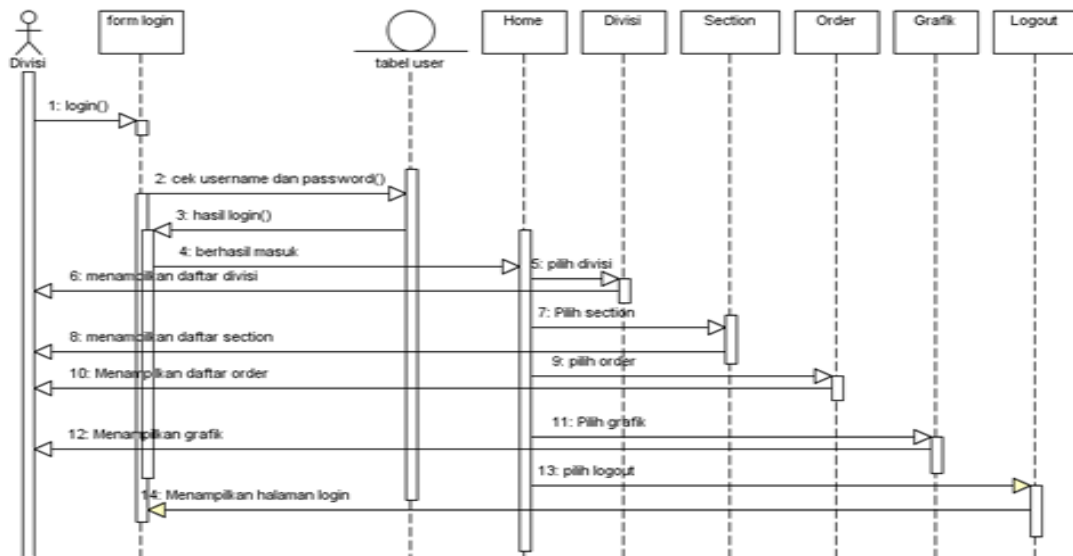 form login
Home
Divisi
Section
Order
Grafik
Logout
Divisi
tabel user
1: login()
2: cek username dan password()
3: hasil login()
4: berhasil masuk
5: pilih divisi
6: menampilkan daftar divisi
7: Pilih section
8: menampilkan daftar section
9: pilih order
10: Menampilkan daftar order
11: Pilih grafik
12: Menampilkan grafik
13: pilih logout
14: Menampilkan halaman login